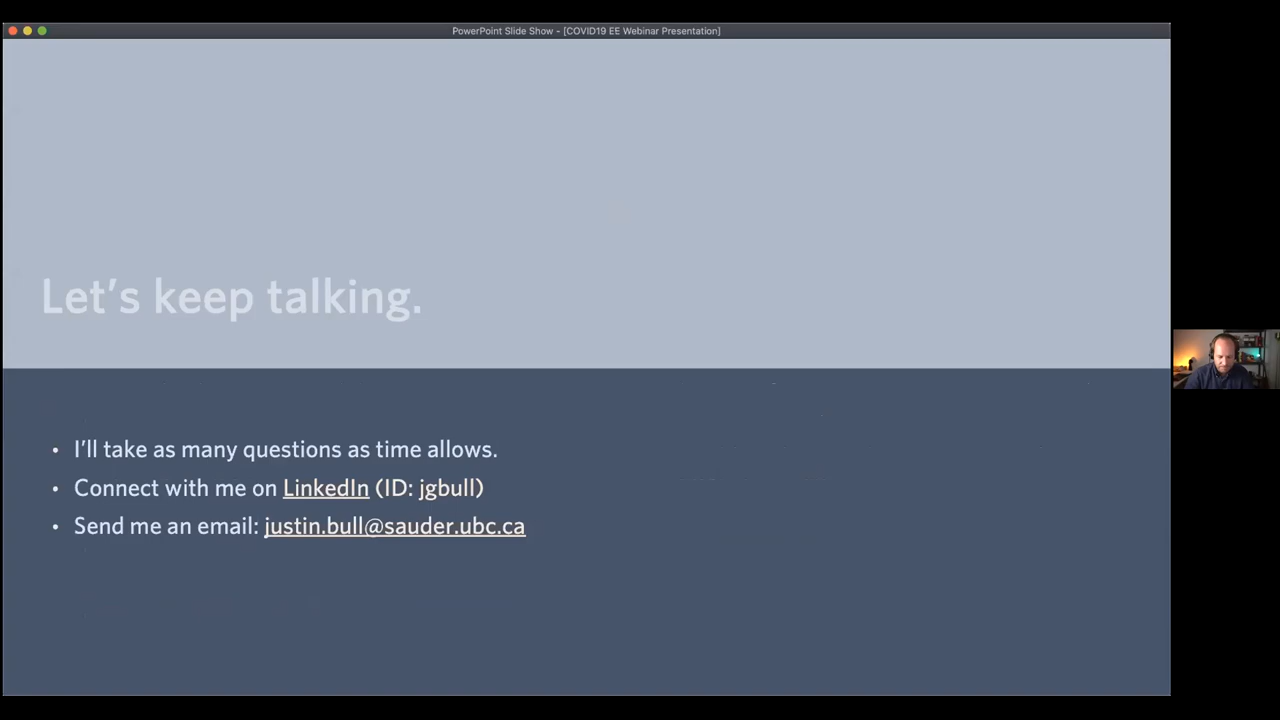 PowerPoint Slide Show - [COVID19 EE Webinar Presentation]
Let's keep talking.
• I'll take as many questions as time allows.
• Connect with me on LinkedIn (ID: jgbull)
• Send me an email: justin.bull@sauder.ubc.ca